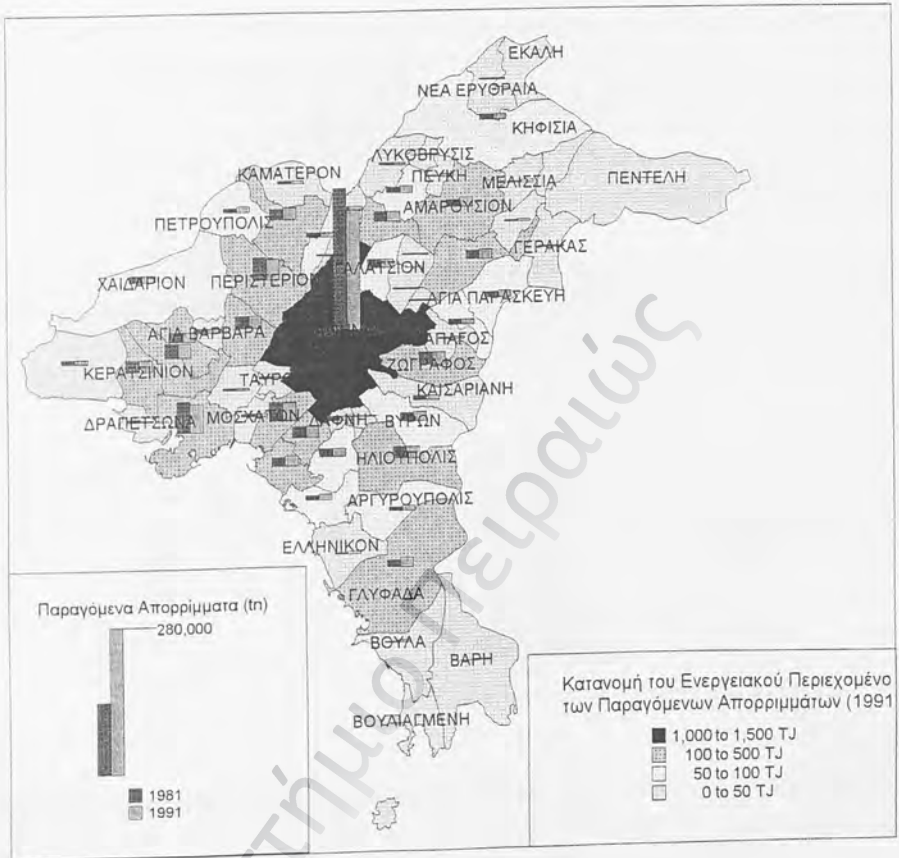 ΕΚΑΛΗ
ΝΕΑ ΕΡΥΘΡΑΙΑ
ΚΗΦΙΣΙΑ
ΛΥΚΟΒΡΥΣΙΣ
ΚΑΜΑΤΕΡΟΝ
ΠΕΥΚΗ
ΜΕΛΙΣΣΙΑ
ΠΕΝΤΕΛΗ
ΑΜΑΡΟΥΣΙΟΝ
ΠΕΤΡΟΥΠΟΛΙΣ
ΓΕΡΑΚΑΣ
ΓΑΛΑΤΣΙΟΝ
ΧΑΙΔΑΡΙΟΝ
ΠΕΡΙΣΤΕΡΙΟΝ
ΑΓΙΑ ΠΑΡΑΣΚΕΥΗ
ΑΓΙΑ ΒΑΡΒΑΡΑ
ΠΑΠΑΓΟΣ
ΖΩΓΡΑΦΟΣ
ΚΕΡΑΤΣΙΝΙΟΝ
ΤΑΥΡΟ
ΚΑΙΣΑΡΙΑΝΗ
ΔΡΑΠΕΤΣΩΝΑ
ΜΟΣΧΑΤΟΝ
ΔΑΦΝΗ
ΒΥΡΩΝ
ΗΛΙΟΥΠΟΛΙΣ
ΑΡΓΥΡΟΥΠΟΛΙΣ
ΕΛΛΗΝΙΚΟΝ
ΓΛΥΦΑΔΑ
ΒΟΥΛΑ
ΒΑΡΗ
ΒΟΥΛΙΑΓΜΕΝΗ
Παραγόμενα Απορρίμματα (tn)
280,000
1981
1991
Κατανομή του Ενεργειακού Περιεχομένο
των Παραγόμενων Απορριμμάτων (1991
1,000 to 1,500 TJ
100 to 500 TJ
50 to 100 TJ
0 to 50 TJ
Πειραιώς